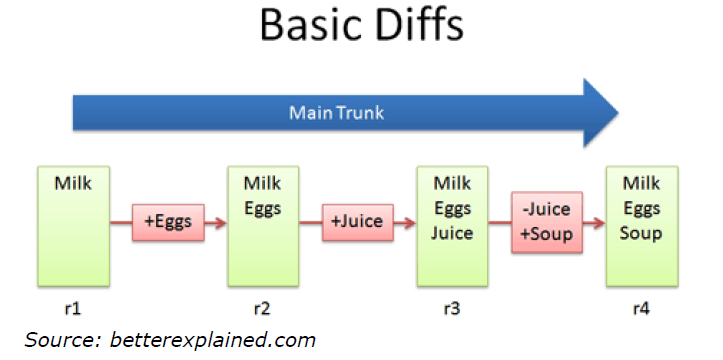 Basic Diffs
Main Trunk
Milk
+Eggs
Milk
Eggs
+Juice
Milk
Eggs
Juice
-Juice
+Soup
Milk
Eggs
Soup
r1
r2
r3
r4
Source: betterexplained.com